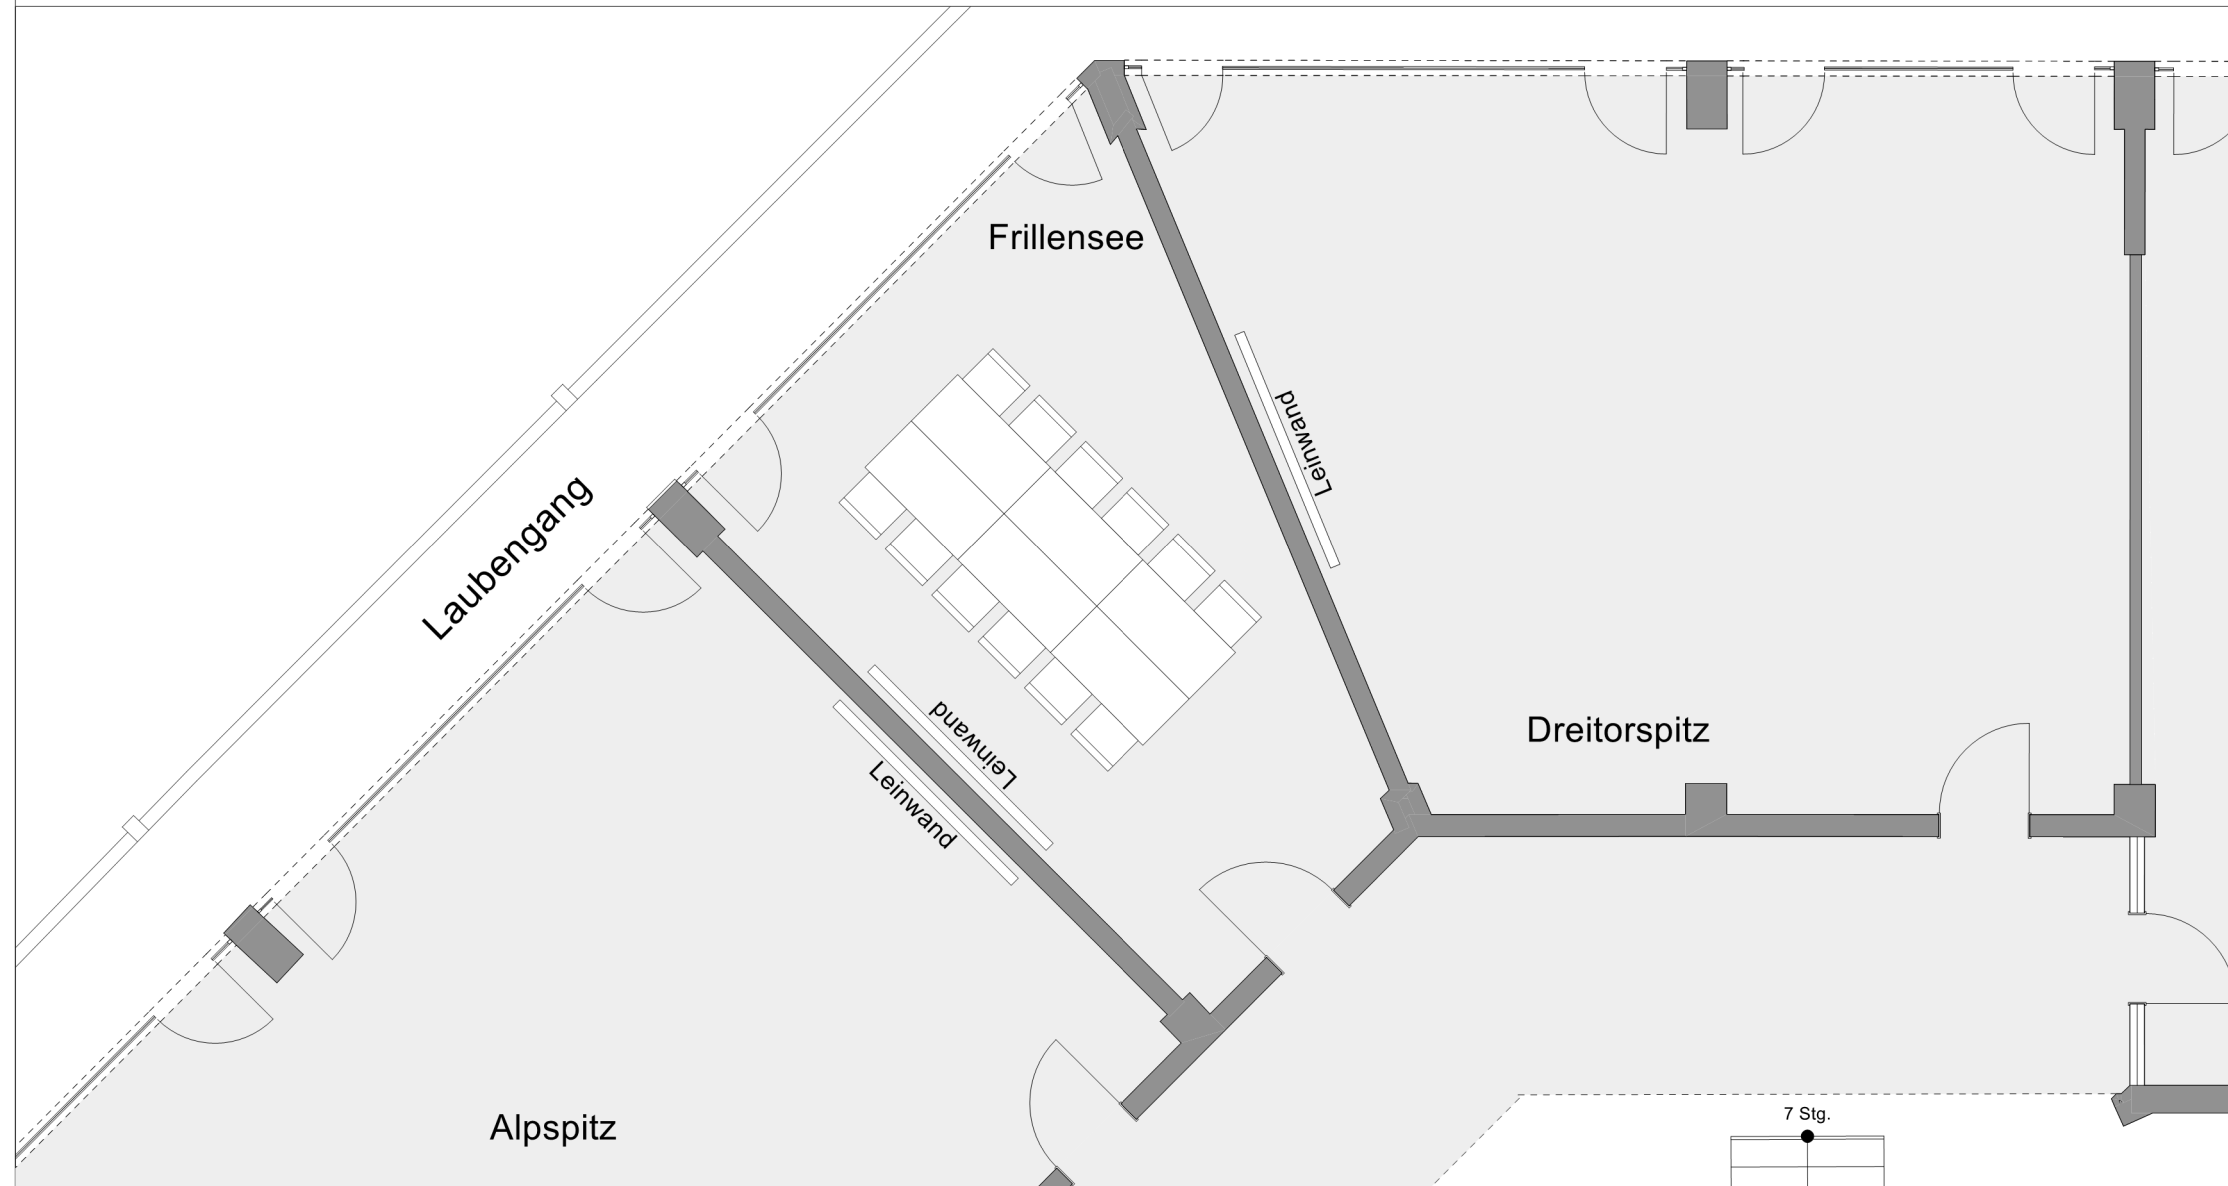 Frillensee
Leinwand
Laubengang
Leinwand
Leinwand
Dreitorspitz
Alpspitz
7 Stg.